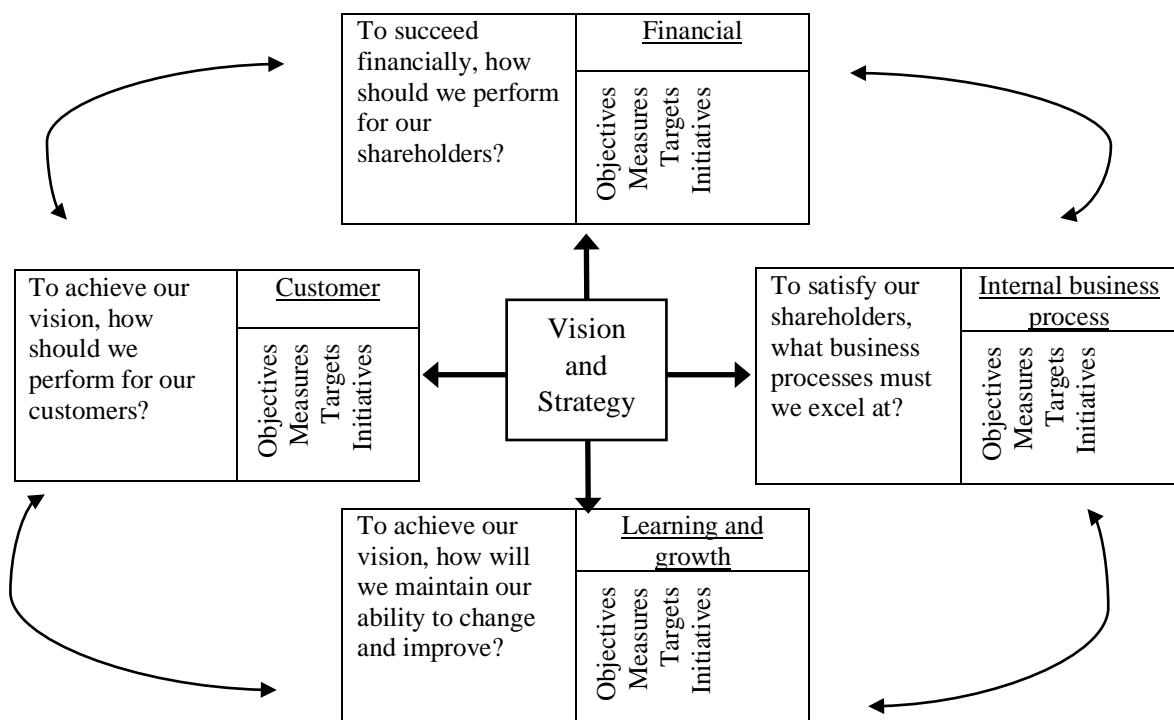 To succeed
financially, how
should we perform
for our
shareholders?
Financial
Objectives
Measures
Targets
Initiatives
To achieve our
vision, how
should we
perform for our
customers?
Customer
Objectives
Measures
Targets
Initiatives
Vision
and
Strategy
To satisfy our
shareholders,
what business
processes must
we excel at?
Internal business
process
Objectives
Measures
Targets
Initiatives
To achieve our
vision, how will
we maintain our
ability to change
and improve?
Learning and
growth
Objectives
Measures
Targets
Initiatives